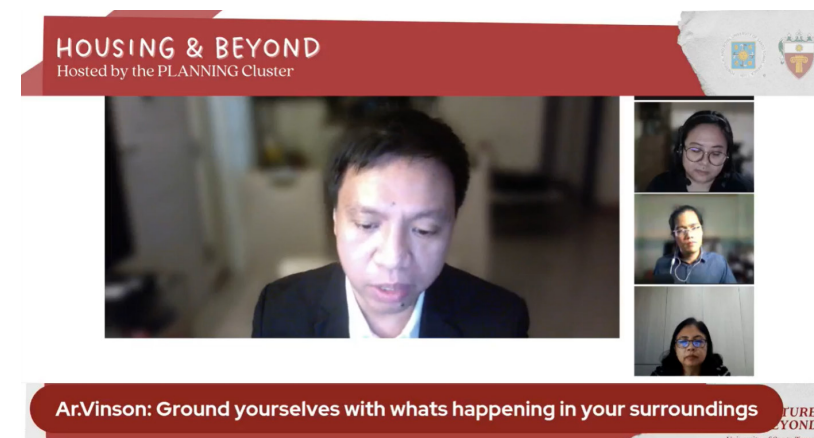 HOUSING & BEYOND
Hosted by the PLANNING Cluster
Ar.Vinson: Ground yourselves with whats happening in your surroundings